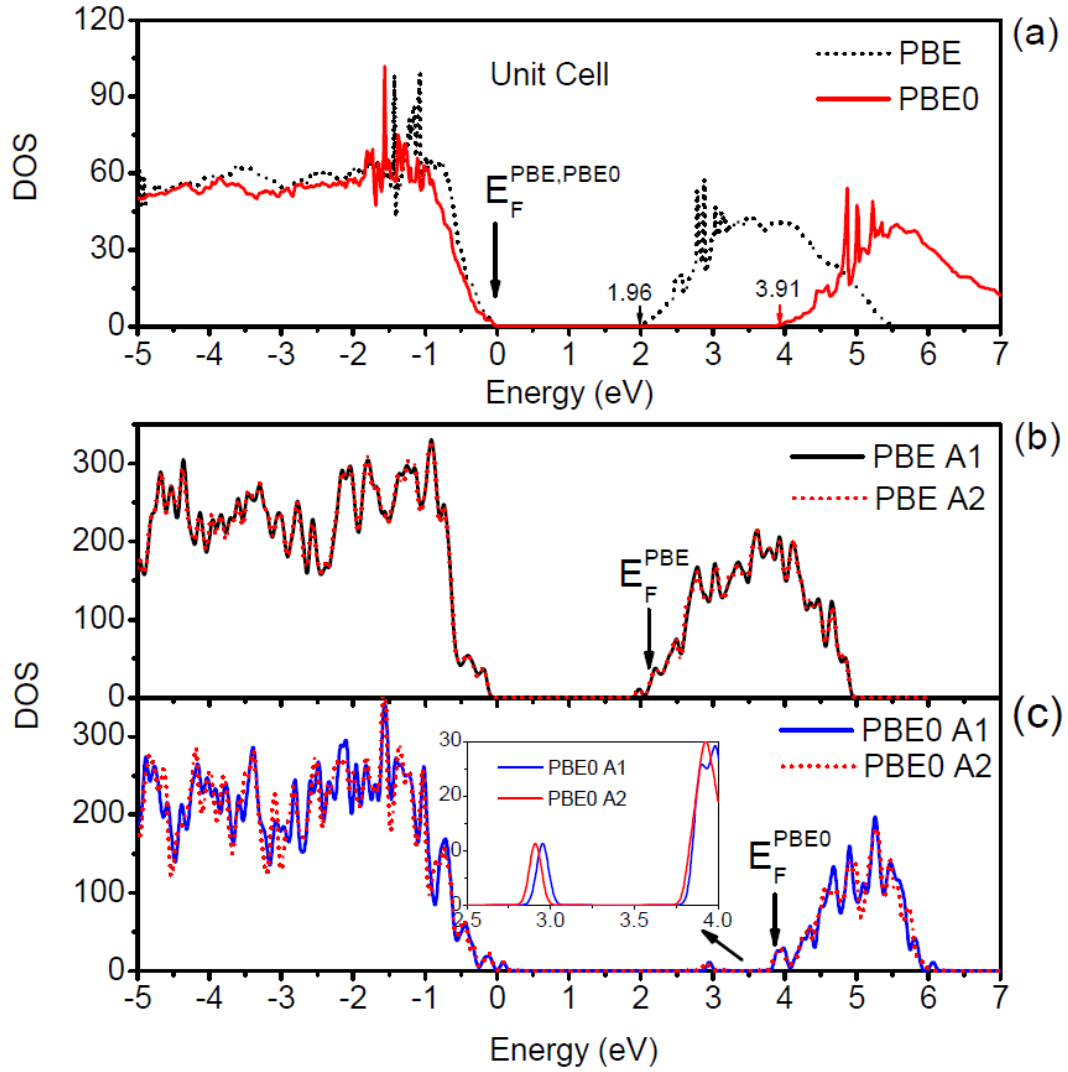 (a)
PBE
PBE0
Unit Cell
E_F^PBE,PBE0
1.96
3.91
120
90
60
30
0
DOS
-5 -4 -3 -2 -1 0 1 2 3 4 5 6 7
Energy (eV)
(b)
PBE A1
PBE A2
E_F^PBE
300
200
100
0
DOS
(c)
PBE0 A1
PBE0 A2
E_F^PBE0
300
200
100
0
30
20
10
0
PBE0 A1
PBE0 A2
2.5 3.0 3.5 4.0
-5 -4 -3 -2 -1 0 1 2 3 4 5 6 7
Energy (eV)